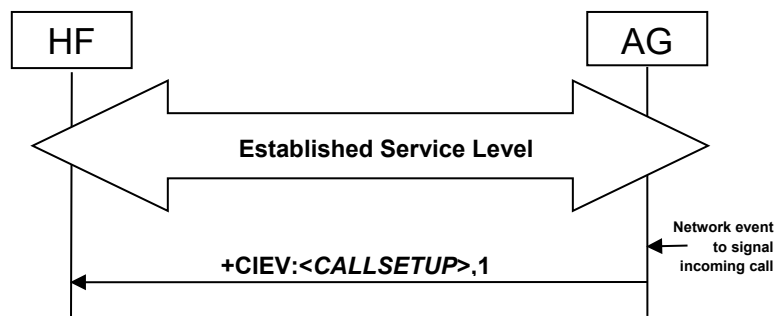 HF
AG
Established Service Level
Network event
to signal
incoming call
+CIEV:<CALLSETUP>,1